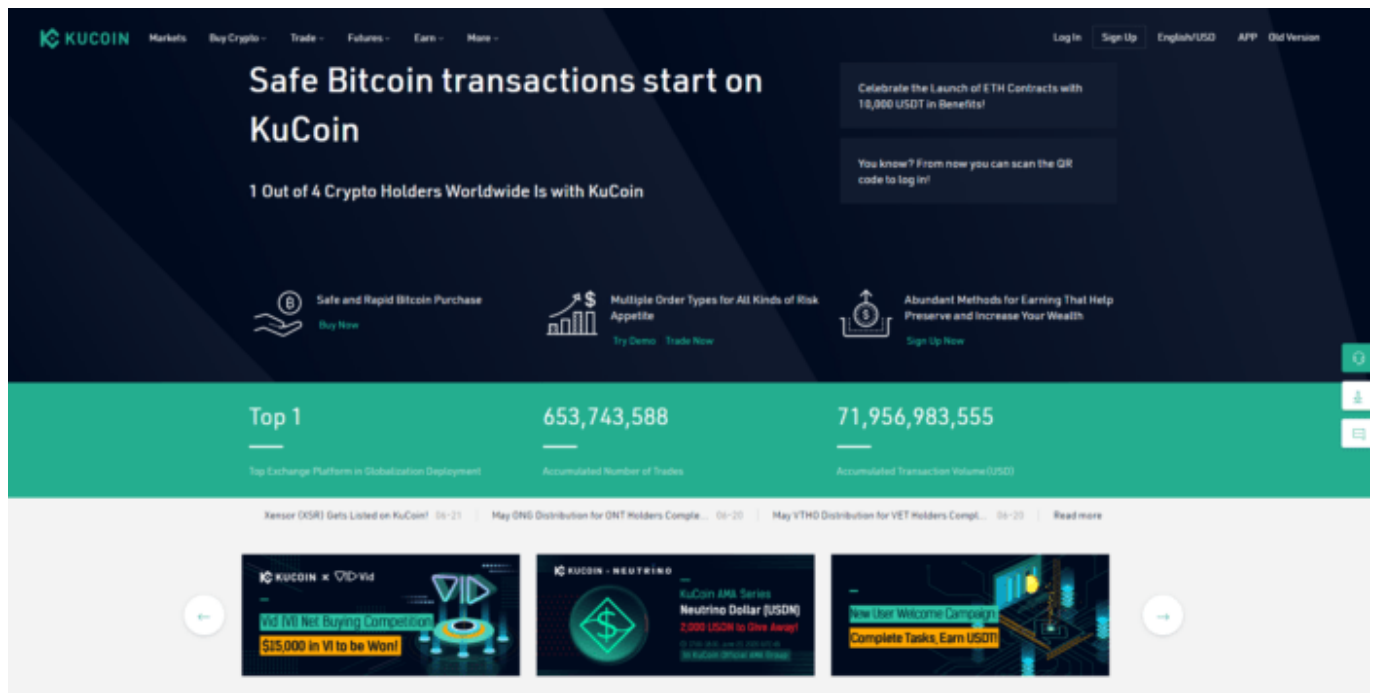 KUCOIN Markets Buy Crypto Trade Futures Earn More Log In Sign Up English/USD APP Old Version
Safe Bitcoin transactions start on
KuCoin
1 Out of 4 Crypto Holders Worldwide Is with KuCoin
Celebrate the Launch of ETH Contracts with
10,000 USDT in Benefits!
You know? From now you can scan the QR
code to log in!
Safe and Rapid Bitcoin Purchase
Buy Now
Multiple Order Types for All Kinds of Risk
Appetite
Try Demo Trade Now
Abundant Methods for Earning That Help
Preserve and Increase Your Wealth
Sign Up Now
Top 1
Top Exchange Platform in Globalization Deployment
653,743,588
Accumulated Number of Trades
71,956,983,555
Accumulated Transaction Volume (USD)
Xensor (XSR) Gets Listed on KuCoin! 06-21
May ONG Distribution for ONT Holders Comple... 06-20
May VTHO Distribution for VET Holders Compl... 06-20
Read more
KUCOIN × VID Vid
Vid (VI) Net Buying Competition
$15,000 in VI to be Won!
KUCOIN - NEUTRINO
KuCoin AMA Series
Neutrino Dollar (USDN)
2,000 USDN to Give Away!
In KuCoin Official AMA Group
New User Welcome Campaign:
Complete Tasks, Earn USDT!